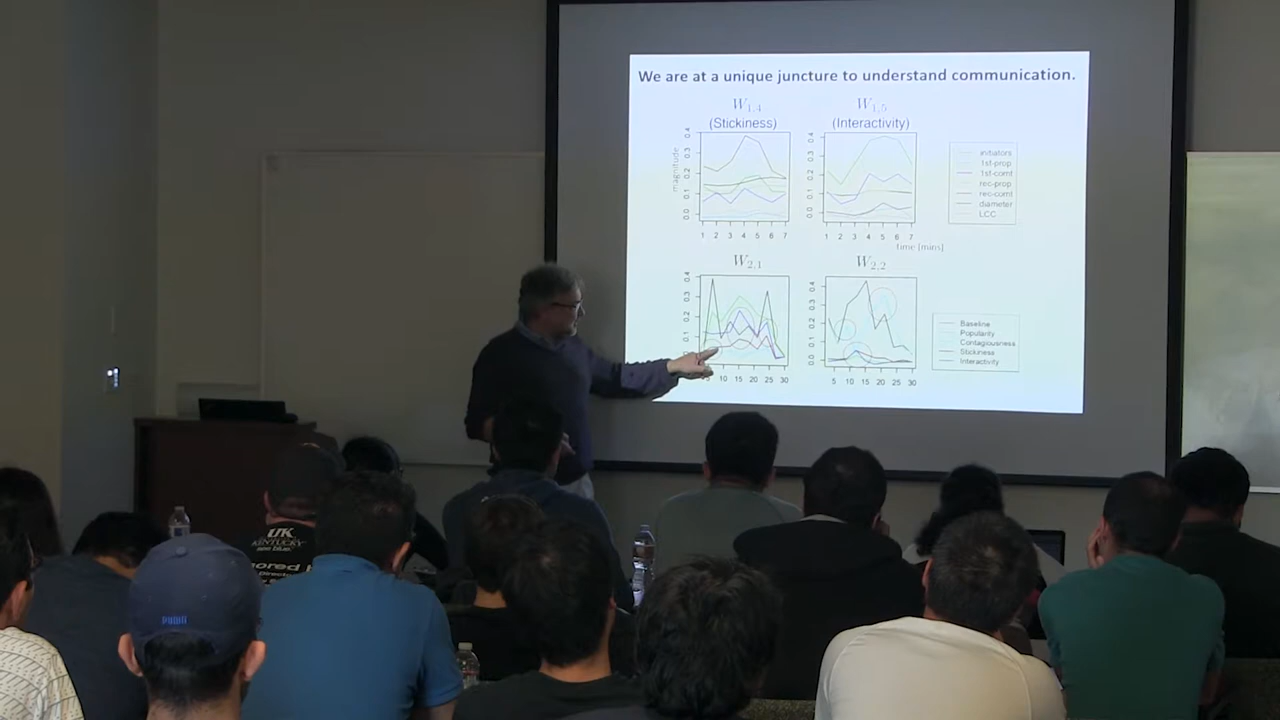 We are at a unique juncture to understand communication.
W1,4
(Stickiness)
W1,5
(Interactivity)
magnitude
0.4
0.3
0.2
0.1
0.0
1 2 3 4 5 6 7
0.4
0.3
0.2
0.1
0.0
1 2 3 4 5 6 7
time [mins]
initiators
1st-prop
1st-comt
rec-prop
rec-comt
diameter
LCC
W2,1
W2,2
0.4
0.3
0.2
0.1
10 15 20 25 30
0.4
0.3
0.2
0.1
0.0
5 10 15 20 25 30
Baseline
Popularity
Contagiousness
Stickiness
Interactivity
UK
KENTUCKY
see blue.
PUMA